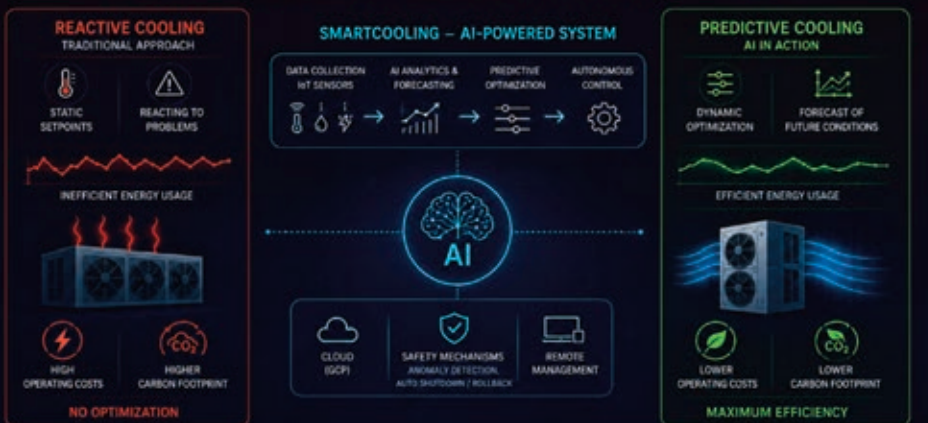 REACTIVE COOLING
TRADITIONAL APPROACH
STATIC
SETPOINTS
REACTING TO
PROBLEMS
INEFFICIENT ENERGY USAGE
HIGH
OPERATING COSTS
CO₂
HIGHER
CARBON FOOTPRINT
NO OPTIMIZATION
SMARTCOOLING – AI-POWERED SYSTEM
DATA COLLECTION
IoT SENSORS
AI ANALYTICS &
FORECASTING
PREDICTIVE
OPTIMIZATION
AUTONOMOUS
CONTROL
AI
CLOUD
(GCP)
SAFETY MECHANISMS
ANOMALY DETECTION,
AUTO SHUTDOWN / ROLLBACK
REMOTE
MANAGEMENT
PREDICTIVE COOLING
AI IN ACTION
DYNAMIC
OPTIMIZATION
FORECAST OF
FUTURE CONDITIONS
EFFICIENT ENERGY USAGE
LOWER
OPERATING COSTS
CO₂
LOWER
CARBON FOOTPRINT
MAXIMUM EFFICIENCY